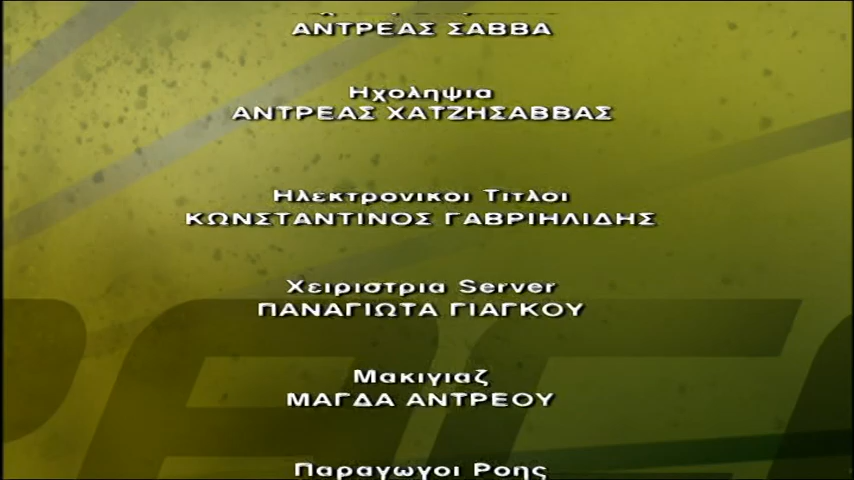 ΑΝΤΡΕΑΣ ΣΑΒΒΑ
Ηχοληψια
ΑΝΤΡΕΑΣ ΧΑΤΖΗΣΑΒΒΑΣ
Ηλεκτρονικοι Τιτλοι
ΚΩΝΣΤΑΝΤΙΝΟΣ ΓΑΒΡΙΗΛΙΔΗΣ
Χειριστρια Server
ΠΑΝΑΓΙΩΤΑ ΓΙΑΓΚΟΥ
Μακιγιαζ
ΜΑΓΔΑ ΑΝΤΡΕΟΥ
Παραγωγοι Ροης